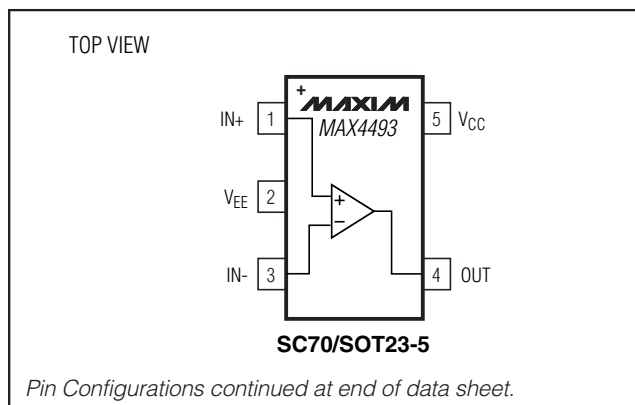 TOP VIEW
+
MAXIM
MAX4493
IN+ 1
5 VCC
VEE 2
+
−
IN- 3
4 OUT
SC70/SOT23-5
Pin Configurations continued at end of data sheet.